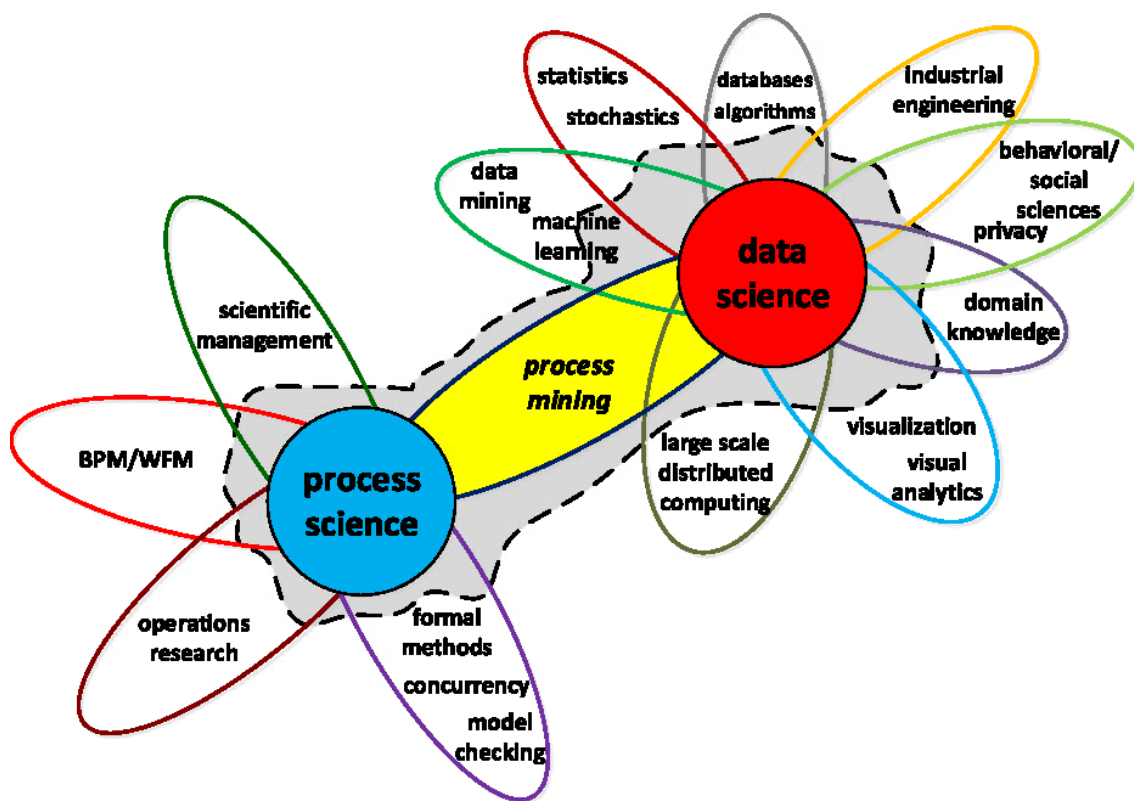 statistics
stochastics
databases
algorithms
industrial
engineering
behavioral/
social
sciences
privacy
data
mining
machine
learning
data
science
domain
knowledge
scientific
management
process
mining
visualization
visual
analytics
large scale
distributed
computing
BPM/WFM
process
science
operations
research
formal
methods
concurrency
model
checking